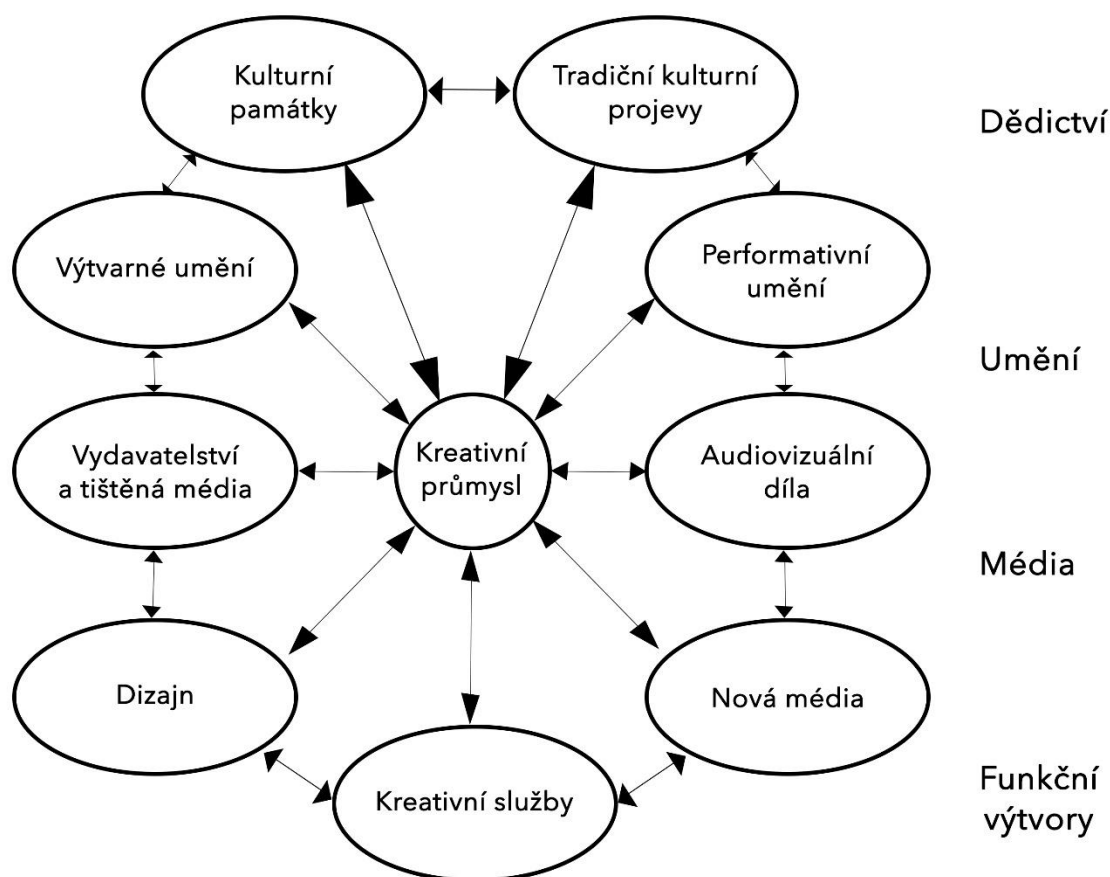 Kulturní
památky
Tradiční kulturní
projevy
Dědictví
Výtvarné umění
Performativní
umění
Umění
Vydavatelství
a tištěná média
Kreativní
průmysl
Audiovizuální
díla
Média
Dizajn
Nová média
Kreativní služby
Funkční
výtvory